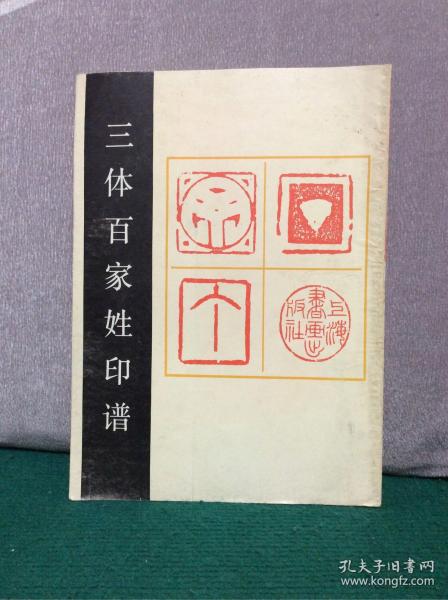 三体百家姓印谱
上海
书画出
版社
孔夫子旧书网
www.kongfz.com